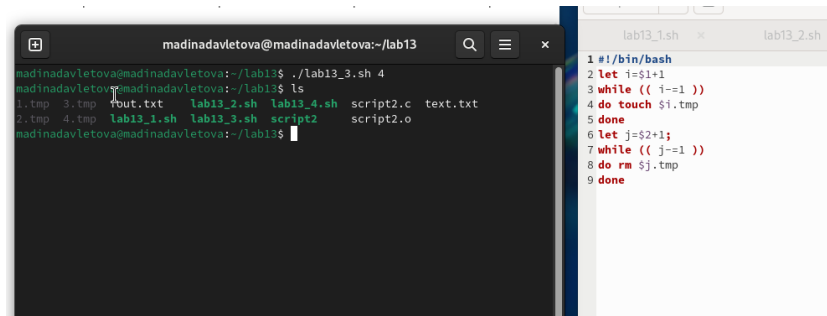 madinadavletova@madinadavletova:~/lab13
madinadavletova@madinadavletova:~/lab13$ ./lab13_3.sh 4
madinadavletova@madinadavletova:~/lab13$ ls
1.tmp 3.tmp fout.txt lab13_2.sh lab13_4.sh script2.c text.txt
2.tmp 4.tmp lab13_1.sh lab13_3.sh script2 script2.o
madinadavletova@madinadavletova:~/lab13$
lab13_1.sh × lab13_2.sh
1 #!/bin/bash
2 let i=$1+1
3 while (( i-=1 ))
4 do touch $i.tmp
5 done
6 let j=$2+1;
7 while (( j-=1 ))
8 do rm $j.tmp
9 done